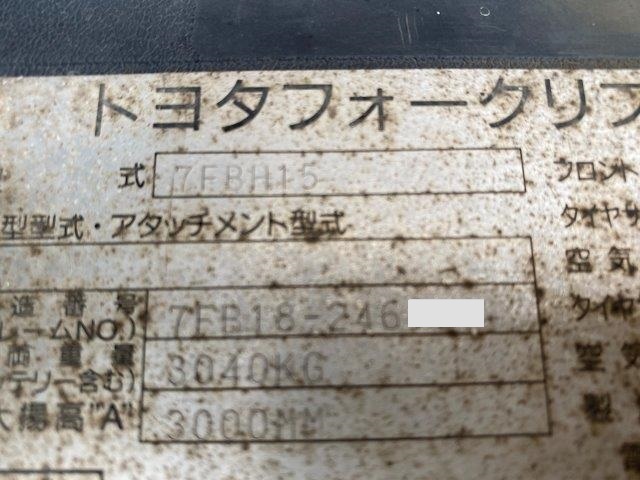 トヨタフォークリフ
式 7FBH15 フロント
型型式・アタッチメント型式 タイヤサ
空気
造番号
レームNO.) 7FB18-246 タイヤ
両重量 空気
ッテリー含む) 3040KG 製
大揚高"A" 3000MM